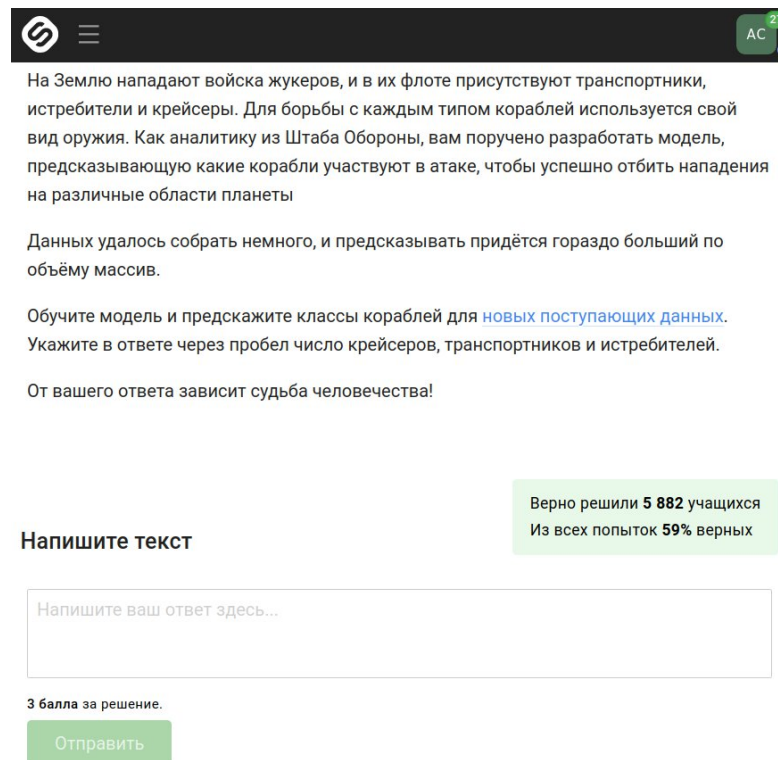 AC
На Землю нападают войска жукеров, и в их флоте присутствуют транспортники,
истребители и крейсеры. Для борьбы с каждым типом кораблей используется свой
вид оружия. Как аналитику из Штаба Обороны, вам поручено разработать модель,
предсказывающую какие корабли участвуют в атаке, чтобы успешно отбить нападения
на различные области планеты
Данных удалось собрать немного, и предсказывать придётся гораздо больший по
объёму массив.
Обучите модель и предскажите классы кораблей для новых поступающих данных.
Укажите в ответе через пробел число крейсеров, транспортников и истребителей.
От вашего ответа зависит судьба человечества!
Верно решили 5 882 учащихся
Из всех попыток 59% верных
Напишите текст
Напишите ваш ответ здесь...
3 балла за решение.
Отправить